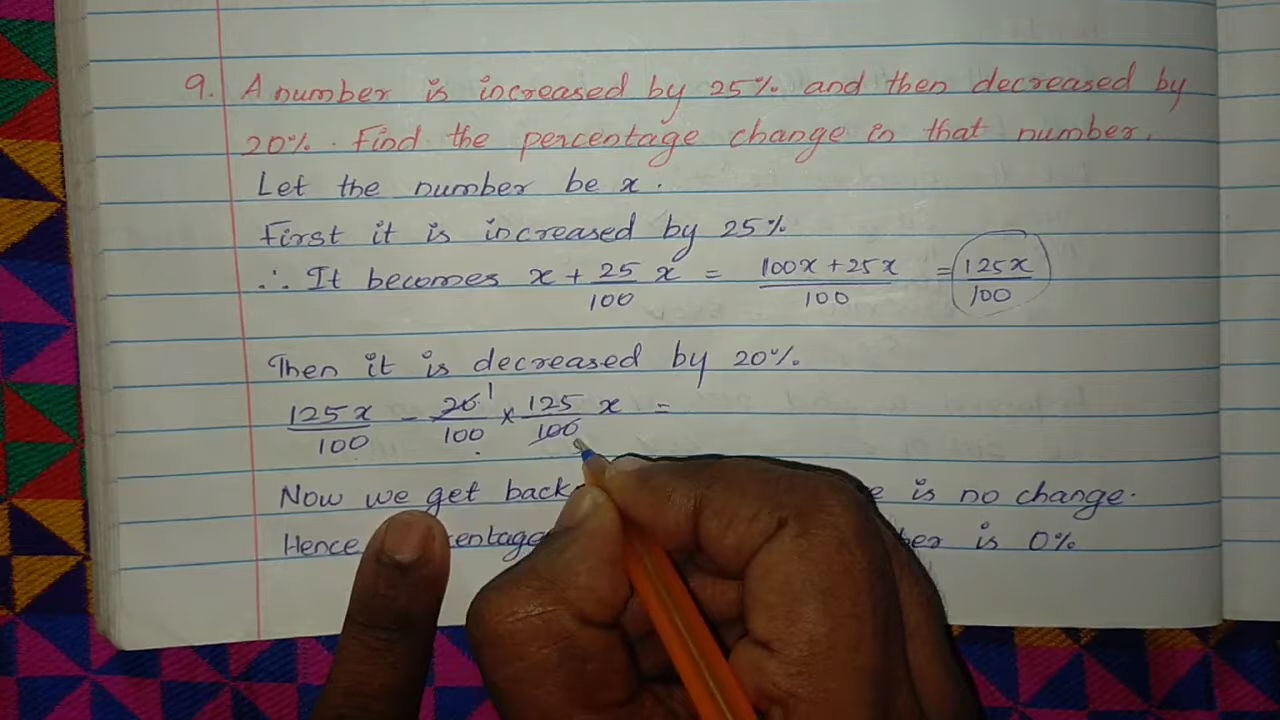 9. A number is increased by 25% and then decreased by
20%. Find the percentage change in that number.
Let the number be x.
First it is increased by 25%
∴ It becomes x + 25/100 x = 100x + 25x/100 = 125x/100
Then it is decreased by 20%
125x/100 - 20/100 1 × 125/100 x =
Now we get back is no change.
Hence is 0%